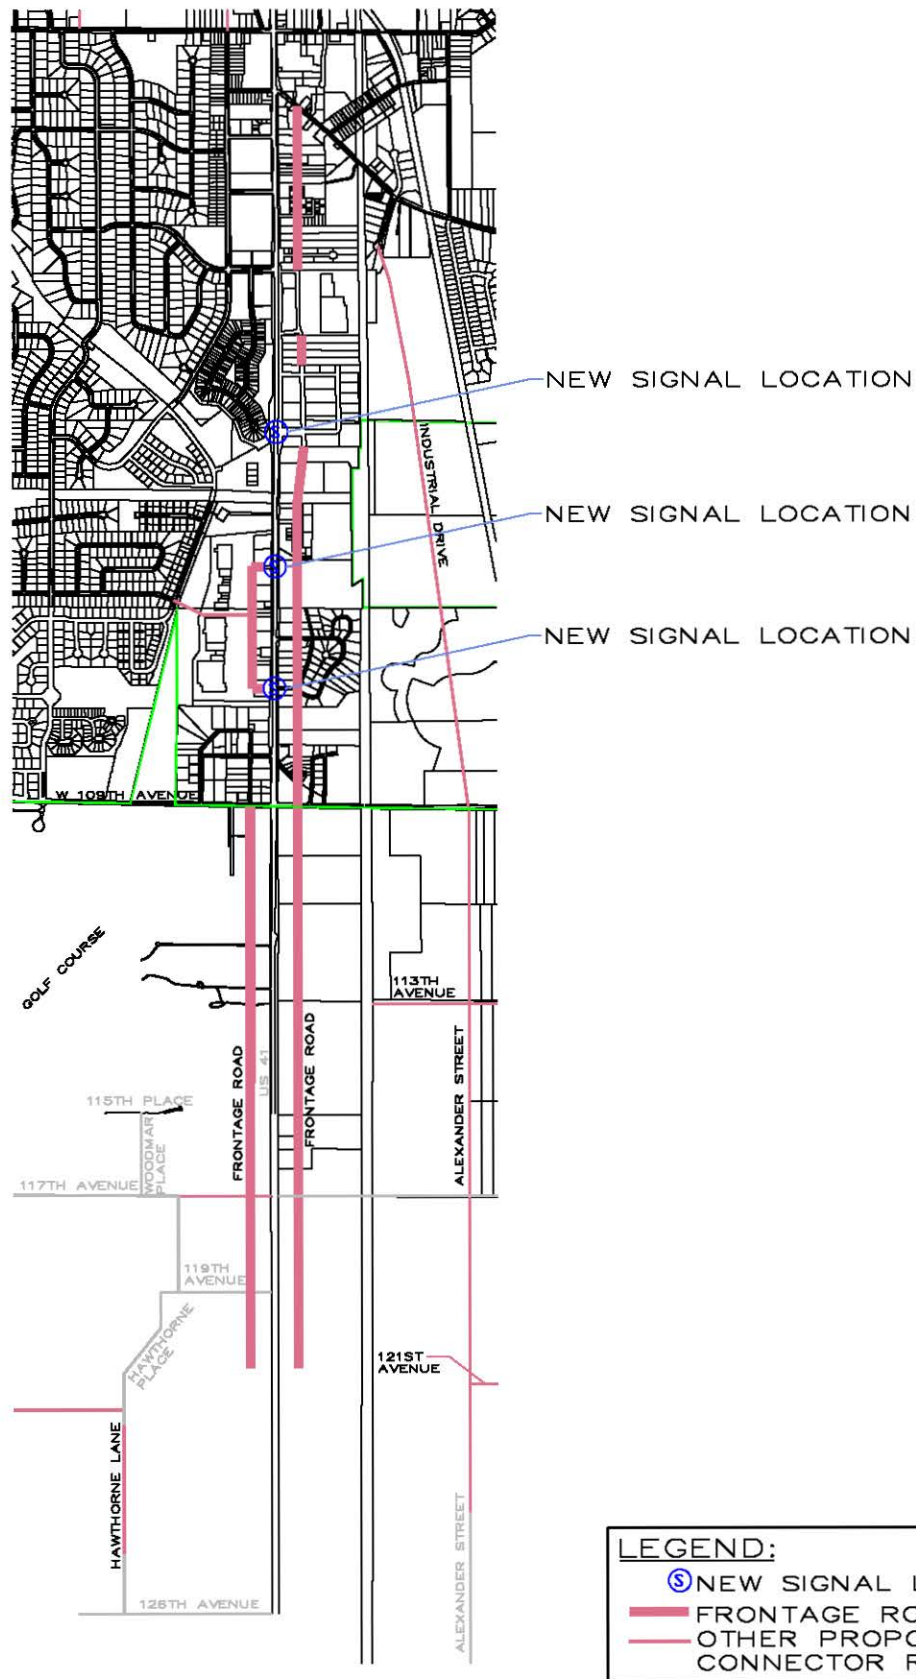 NEW SIGNAL LOCATION
INDUSTRIAL DRIVE
NEW SIGNAL LOCATION
NEW SIGNAL LOCATION
W 109TH AVENUE
GOLF COURSE
113TH
AVENUE
FRONTAGE ROAD
US 41
FRONTAGE ROAD
ALEXANDER STREET
115TH PLACE
WOODMAR
PLACE
117TH AVENUE
119TH
AVENUE
HAWTHORNE
PLACE
121ST
AVENUE
HAWTHORNE LANE
ALEXANDER STREET
126TH AVENUE
LEGEND:
S NEW SIGNAL L
FRONTAGE RO
OTHER PROPO
CONNECTOR R